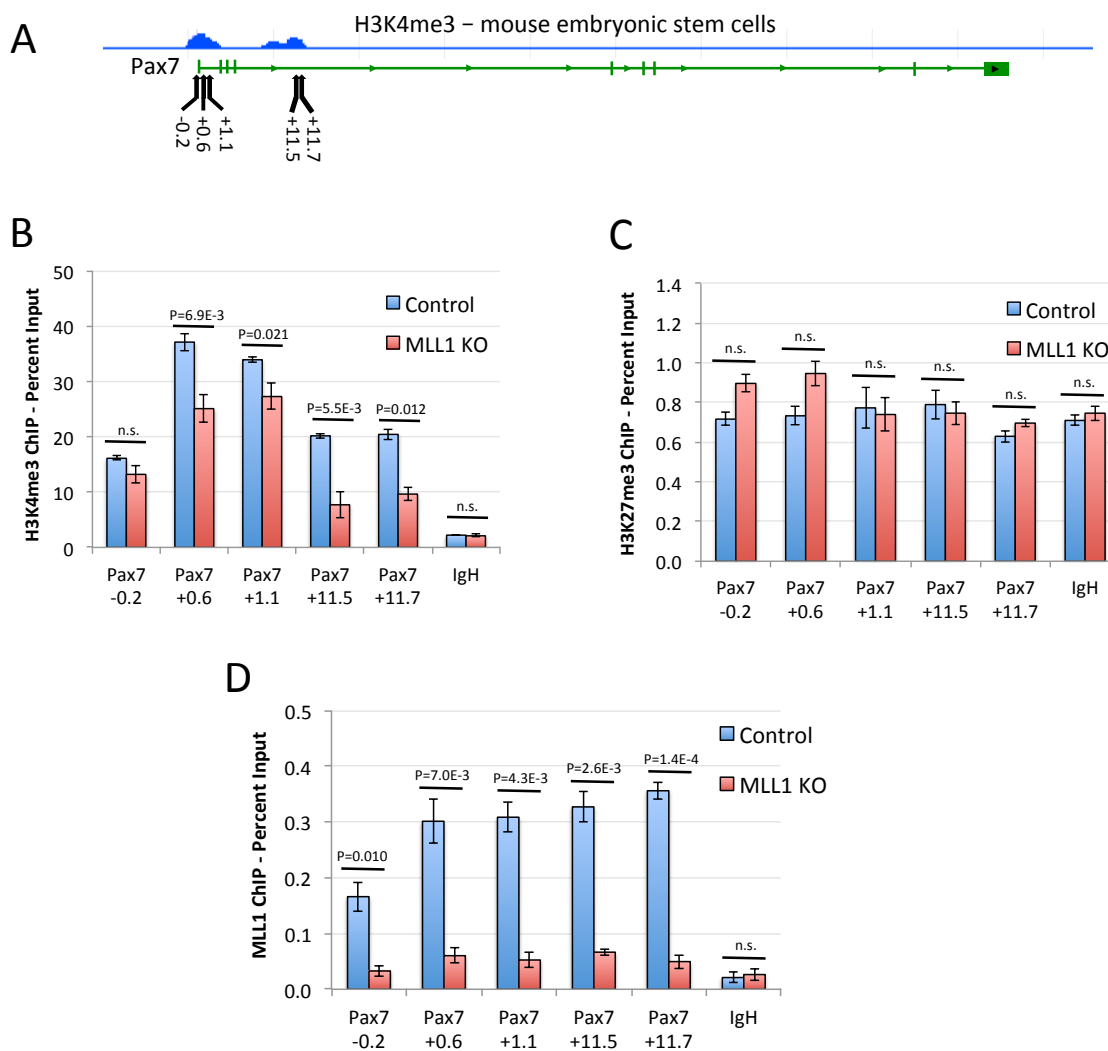 A
H3K4me3 – mouse embryonic stem cells
Pax7
-0.2
+0.6
+1.1
+11.5
+11.7
B
H3K4me3 ChIP - Percent Input
50
40
30
20
10
0
Control
MLL1 KO
n.s.
P=6.9E-3
P=0.021
P=5.5E-3
P=0.012
n.s.
Pax7 Pax7 Pax7 Pax7 Pax7 IgH
-0.2 +0.6 +1.1 +11.5 +11.7
C
H3K27me3 ChIP - Percent Input
1.4
1.2
1.0
0.8
0.6
0.4
0.2
0.0
Control
MLL1 KO
n.s.
n.s.
n.s.
n.s.
n.s.
n.s.
Pax7 Pax7 Pax7 Pax7 Pax7 IgH
-0.2 +0.6 +1.1 +11.5 +11.7
D
MLL1 ChIP - Percent Input
0.5
0.4
0.3
0.2
0.1
0.0
Control
MLL1 KO
P=0.010
P=7.0E-3
P=4.3E-3
P=2.6E-3
P=1.4E-4
n.s.
Pax7 Pax7 Pax7 Pax7 Pax7 IgH
-0.2 +0.6 +1.1 +11.5 +11.7